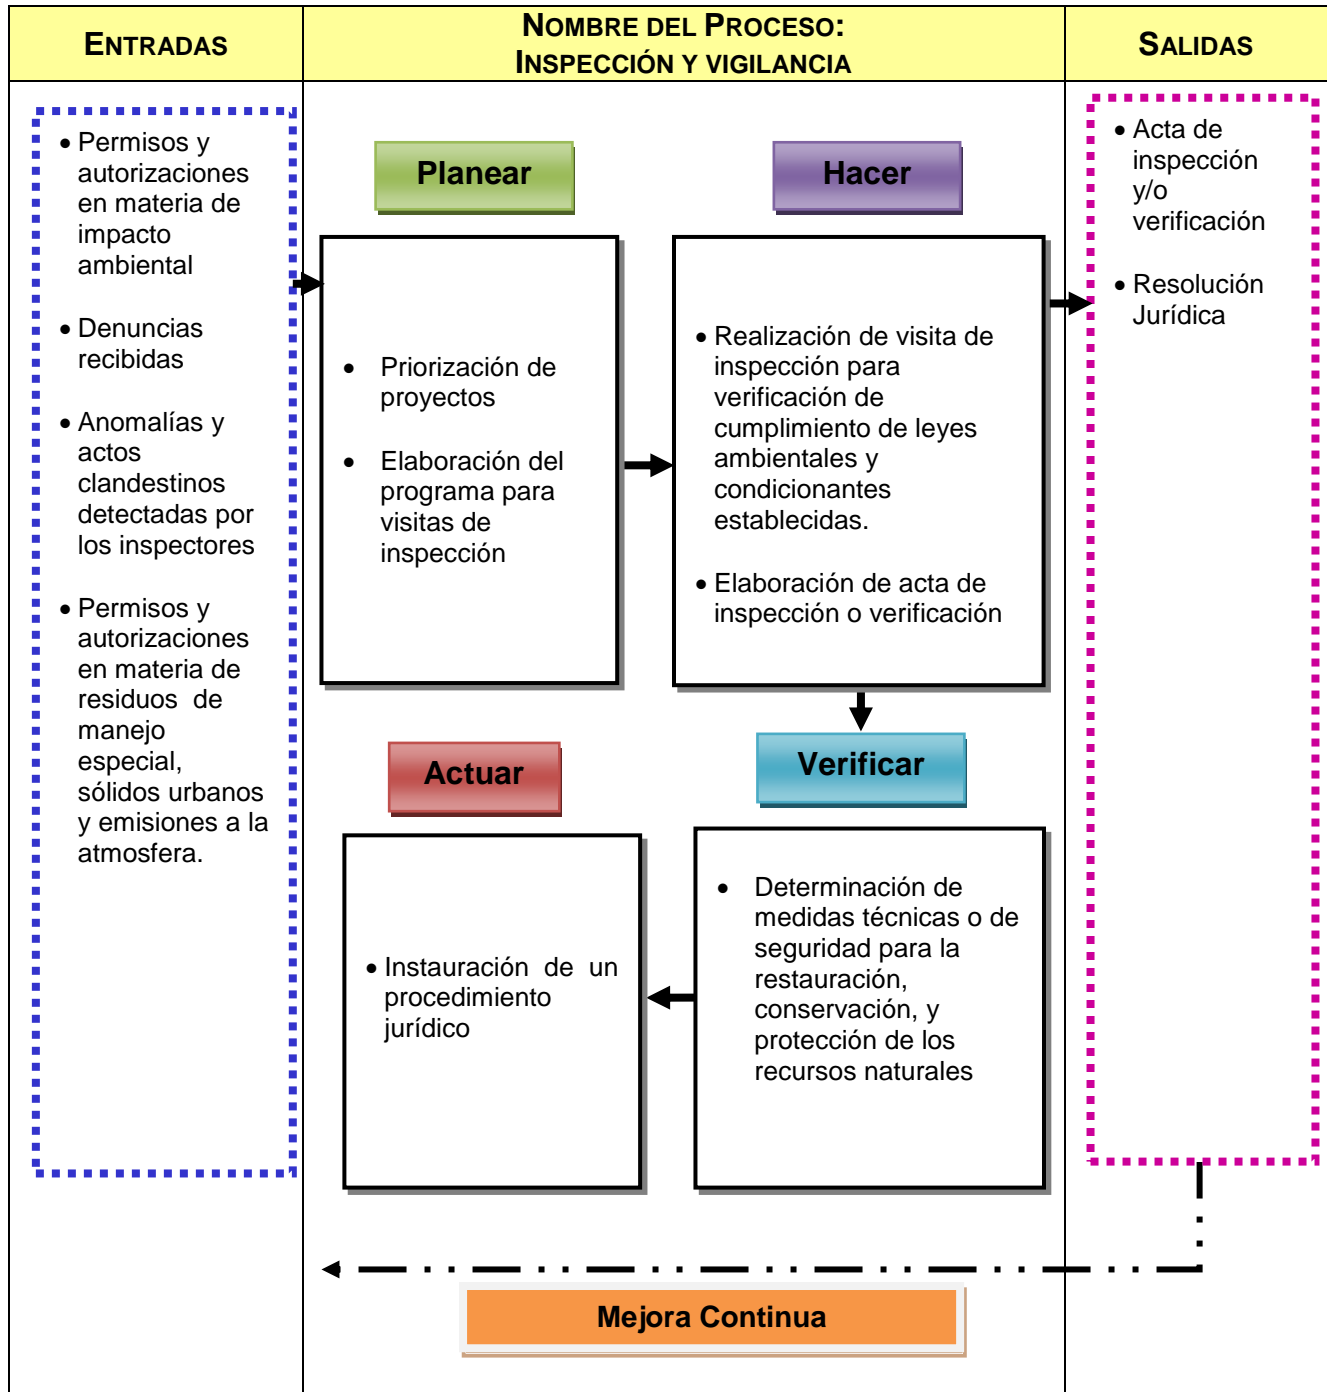 ENTRADAS
NOMBRE DEL PROCESO:
INSPECCIÓN Y VIGILANCIA
SALIDAS
• Permisos y
autorizaciones
en materia de
impacto
ambiental
• Denuncias
recibidas
• Anomalías y
actos
clandestinos
detectadas por
los inspectores
• Permisos y
autorizaciones
en materia de
residuos de
manejo
especial,
sólidos urbanos
y emisiones a la
atmosfera.
Planear
• Priorización de
proyectos
• Elaboración del
programa para
visitas de
inspección
Hacer
• Realización de visita de
inspección para
verificación de
cumplimiento de leyes
ambientales y
condicionantes
establecidas.
• Elaboración de acta de
inspección o verificación
Verificar
• Determinación de
medidas técnicas o de
seguridad para la
restauración,
conservación, y
protección de los
recursos naturales
Actuar
• Instauración de un
procedimiento
jurídico
• Acta de
inspección
y/o
verificación
• Resolución
Jurídica
Mejora Continua